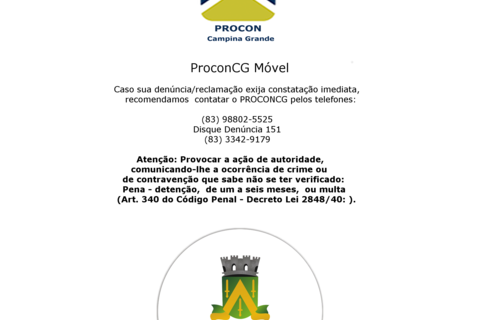 PROCON
Campina Grande
ProconCG Móvel
Caso sua denúncia/reclamação exija constatação imediata,
recomendamos contatar o PROCONCG pelos telefones:
(83) 98802-5525
Disque Denúncia 151
(83) 3342-9179
Atenção: Provocar a ação de autoridade,
comunicando-lhe a ocorrência de crime ou
de contravenção que sabe não se ter verificado:
Pena - detenção, de um a seis meses, ou multa
(Art. 340 do Código Penal - Decreto Lei 2848/40: ).